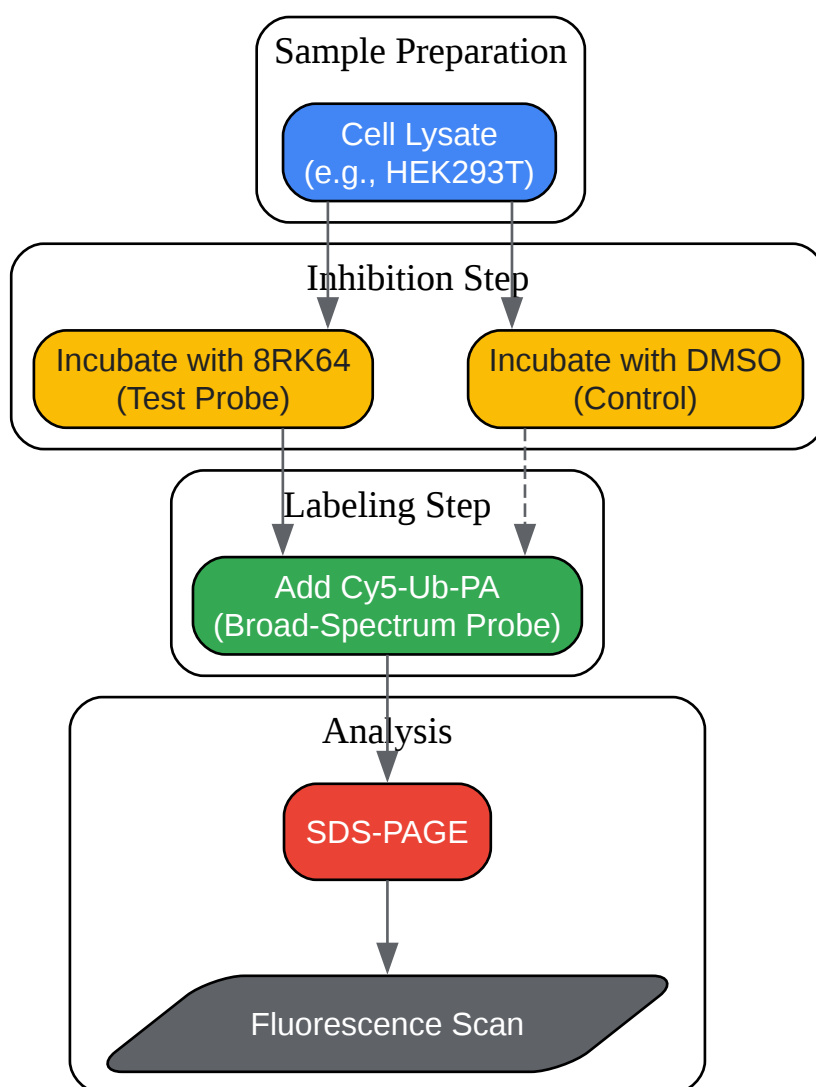 Sample Preparation
Cell Lysate
(e.g., HEK293T)
Inhibition Step
Incubate with 8RK64
(Test Probe)
Incubate with DMSO
(Control)
Labeling Step
Add Cy5-Ub-PA
(Broad-Spectrum Probe)
Analysis
SDS-PAGE
Fluorescence Scan